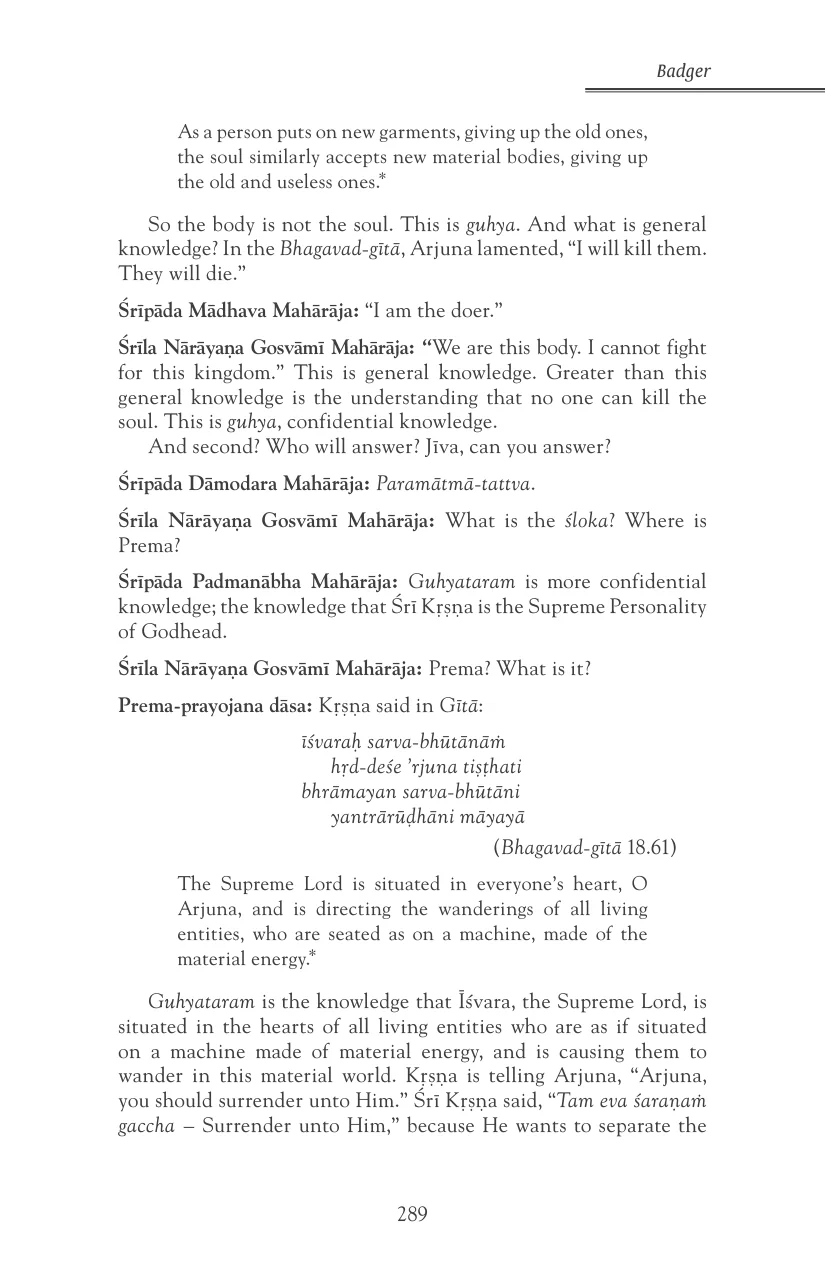 Badger
As a person puts on new garments, giving up the old ones,
the soul similarly accepts new material bodies, giving up
the old and useless ones.*
So the body is not the soul. This is guhya. And what is general
knowledge? In the Bhagavad-gītā, Arjuna lamented, “I will kill them.
They will die.”
Śrīpāda Mādhava Mahārāja: “I am the doer.”
Śrīla Nārāyaṇa Gosvāmī Mahārāja: “We are this body. I cannot fight
for this kingdom.” This is general knowledge. Greater than this
general knowledge is the understanding that no one can kill the
soul. This is guhya, confidential knowledge.
And second? Who will answer? Jīva, can you answer?
Śrīpāda Dāmodara Mahārāja: Paramātmā-tattva.
Śrīla Nārāyaṇa Gosvāmī Mahārāja: What is the śloka? Where is
Prema?
Śrīpāda Padmanābha Mahārāja: Guhyataram is more confidential
knowledge; the knowledge that Śrī Kṛṣṇa is the Supreme Personality
of Godhead.
Śrīla Nārāyaṇa Gosvāmī Mahārāja: Prema? What is it?
Prema-prayojana dāsa: Kṛṣṇa said in Gītā:
īśvaraḥ sarva-bhūtānāṁ
hṛd-deśe ’rjuna tiṣṭhati
bhrāmayan sarva-bhūtāni
yantrārūḍhāni māyayā
(Bhagavad-gītā 18.61)
The Supreme Lord is situated in everyone’s heart, O
Arjuna, and is directing the wanderings of all living
entities, who are seated as on a machine, made of the
material energy.*
Guhyataram is the knowledge that Īśvara, the Supreme Lord, is
situated in the hearts of all living entities who are as if situated
on a machine made of material energy, and is causing them to
wander in this material world. Kṛṣṇa is telling Arjuna, “Arjuna,
you should surrender unto Him.” Śrī Kṛṣṇa said, “Tam eva śaraṇaṁ
gaccha – Surrender unto Him,” because He wants to separate the
289